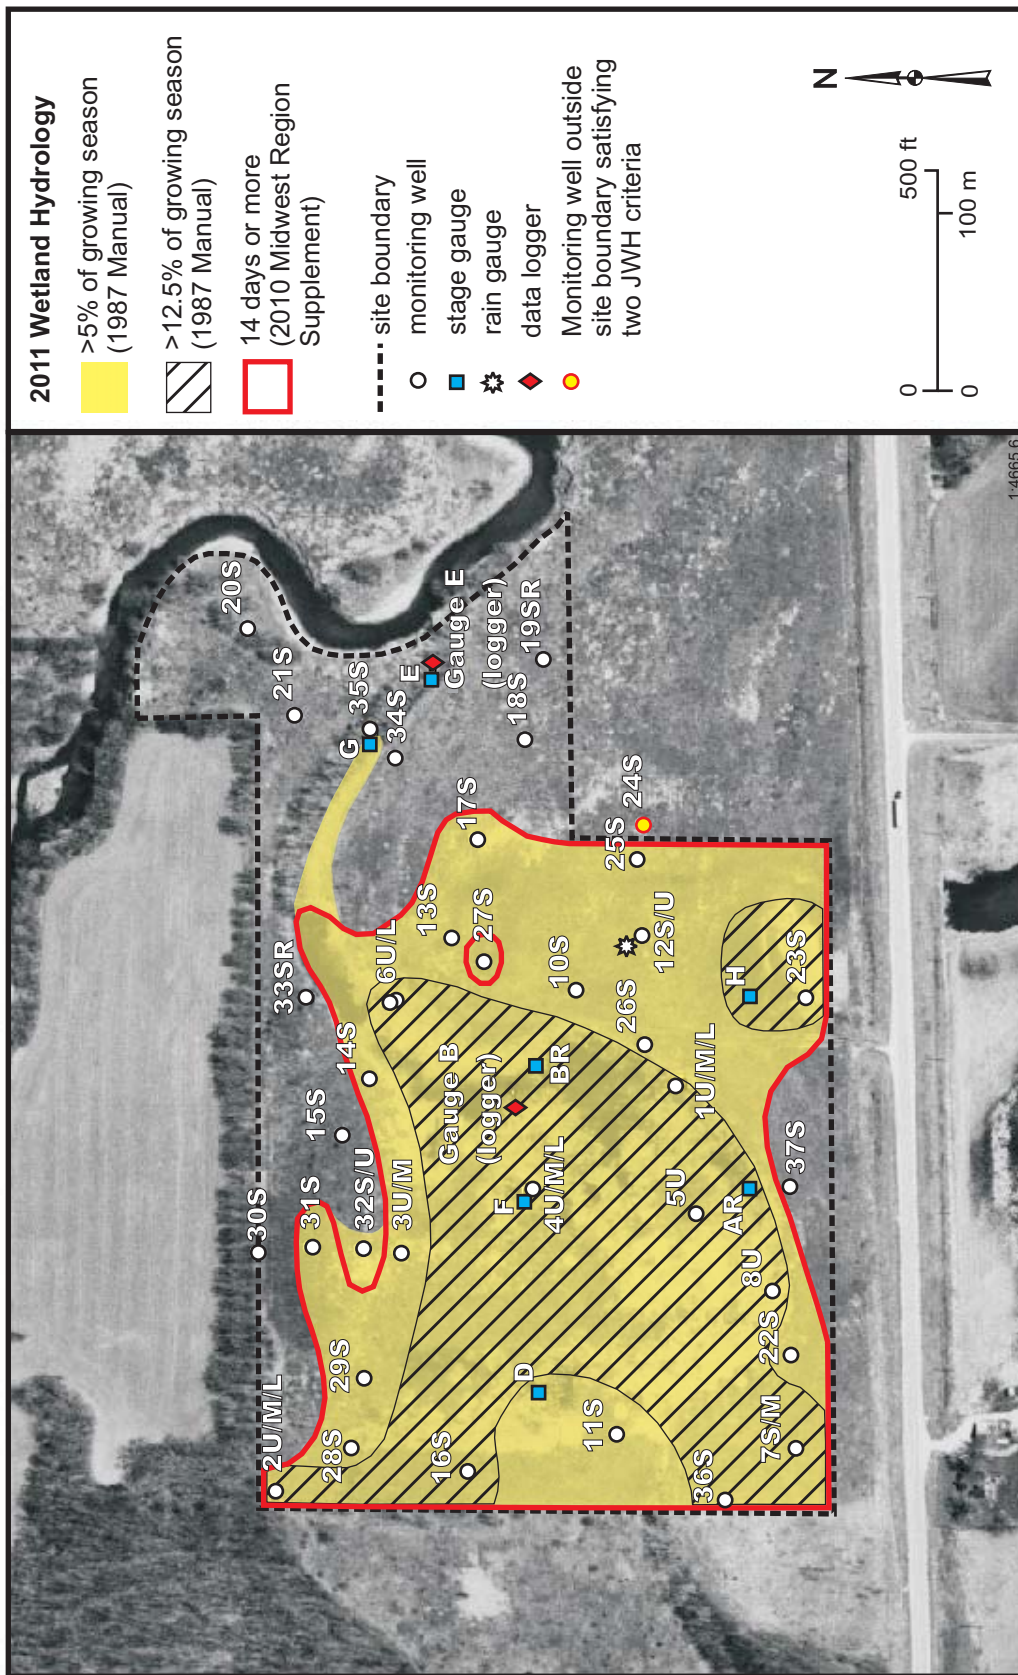 2011 Wetland Hydrology
>5% of growing season
(1987 Manual)
>12.5% of growing season
(1987 Manual)
14 days or more
(2010 Midwest Region
Supplement)
site boundary
monitoring well
stage gauge
rain gauge
data logger
Monitoring well outside
site boundary satisfying
two JWH criteria
N
0
500 ft
0
100 m
20S
21S
35S
G
34S
E
Gauge E
(logger)
19SR
18S
17S
24S
25S
13S
27S
12S/U
10S
33SR
6U/L
26S
H
23S
14S
Gauge B
(logger)
BR
1U/M/L
15S
31S
30S
32S/U
3U/M
F
4U/M/L
5U
AR
37S
8U
22S
29S
D
11S
2U/M/L
28S
16S
36S
7S/M
1:4665.6